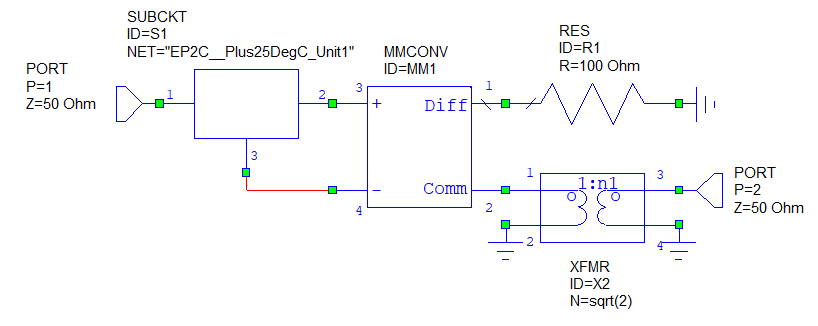 SUBCKT
ID=S1
NET="EP2C__Plus25DegC_Unit1"
PORT
P=1
Z=50 Ohm
1
2
3
MMCONV
ID=MM1
3
+
Diff
1
-
Comm
4
2
RES
ID=R1
R=100 Ohm
1
1:n1
3
o
o
2
4
XFMR
ID=X2
N=sqrt(2)
PORT
P=2
Z=50 Ohm